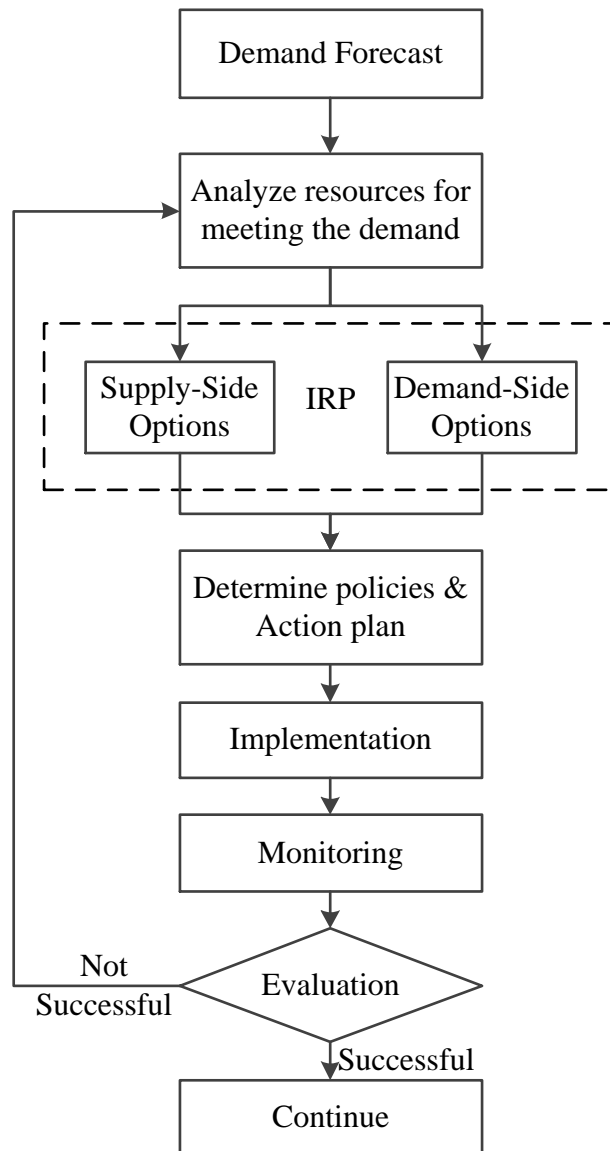 Demand Forecast
Analyze resources for
meeting the demand
Supply-Side
Options
IRP
Demand-Side
Options
Determine policies &
Action plan
Implementation
Monitoring
Evaluation
Not
Successful
Successful
Continue